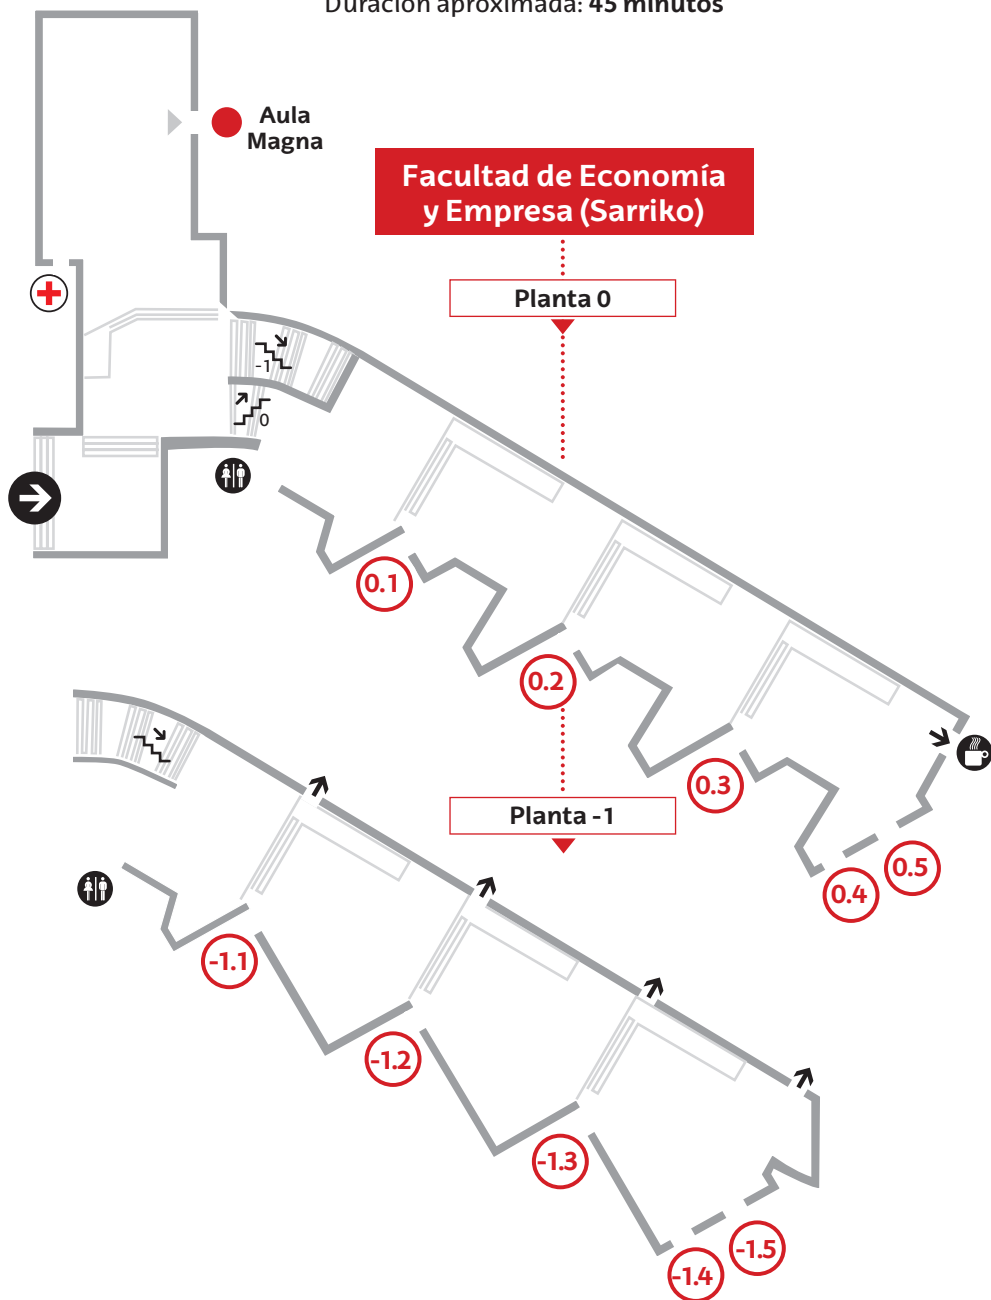 Duración aproximada: 45 minutos
Aula
Magna
Facultad de Economía
y Empresa (Sarriko)
Planta 0
-1
0
0.1
0.2
0.3
0.4
0.5
Planta -1
-1.1
-1.2
-1.3
-1.4
-1.5